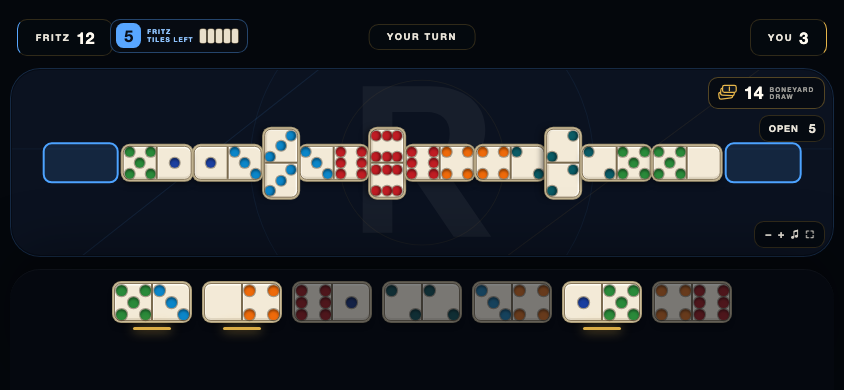 FRITZ 12
5 FRITZ
TILES LEFT
YOUR TURN
YOU 3
14 BONEYARD
DRAW
OPEN 5
R